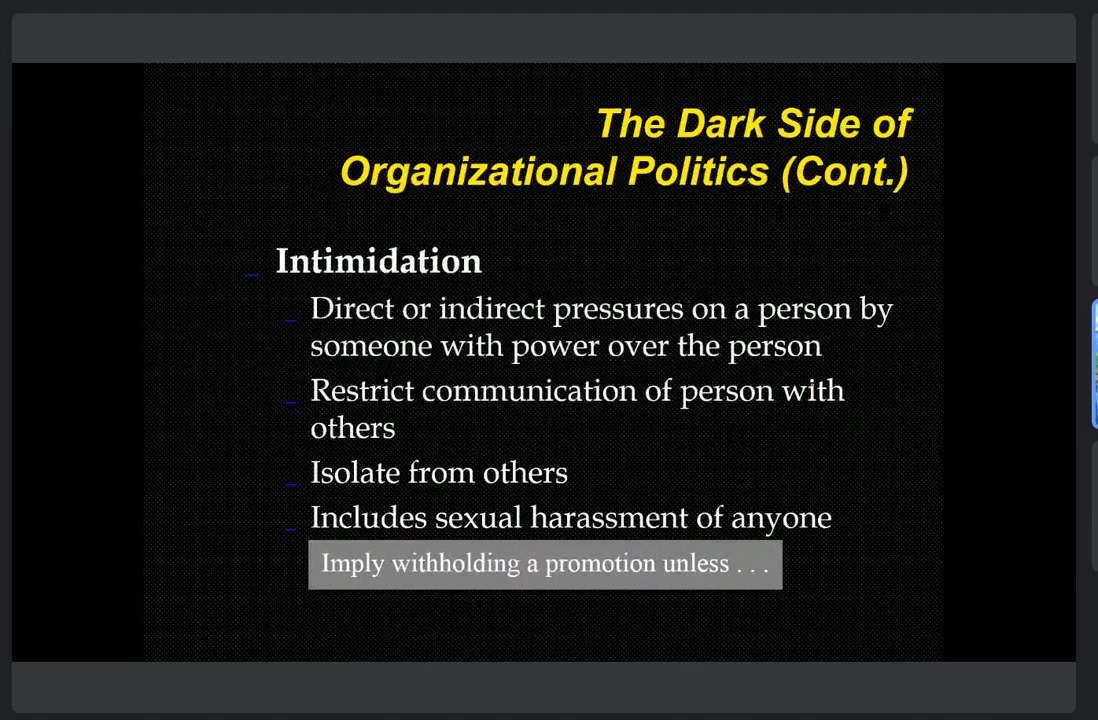 The Dark Side of
Organizational Politics (Cont.)
Intimidation
Direct or indirect pressures on a person by
someone with power over the person
Restrict communication of person with
others
Isolate from others
Includes sexual harassment of anyone
Imply withholding a promotion unless . . .